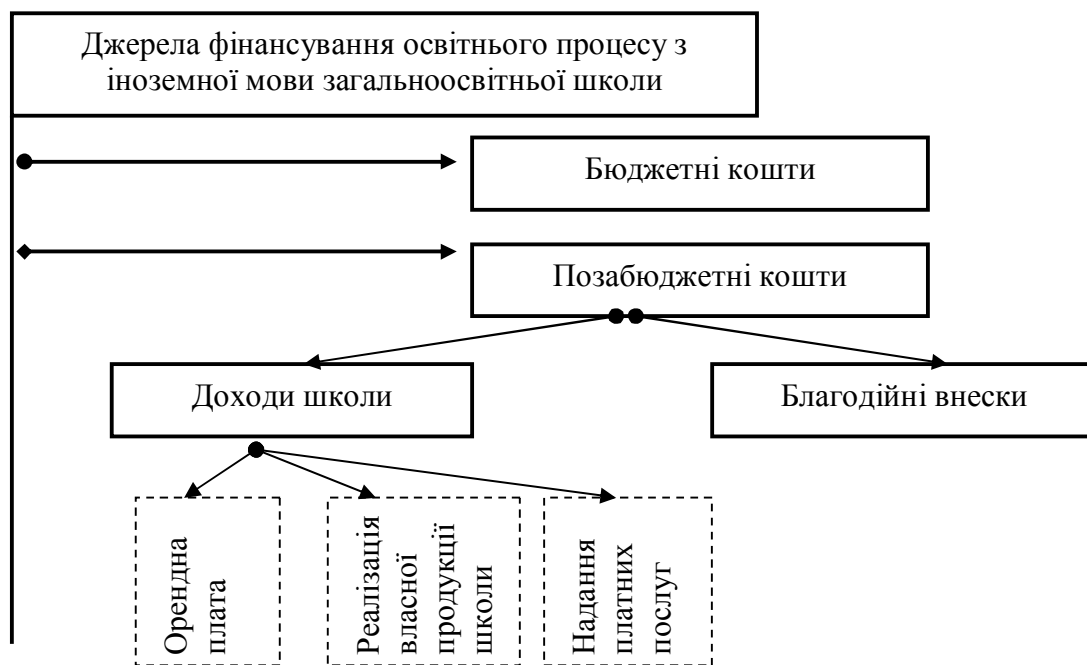 Джерела фінансування освітнього процесу з
іноземної мови загальноосвітньої школи
Бюджетні кошти
Позабюджетні кошти
Доходи школи
Благодійні внески
Орендна
плата
Реалізація
власної
продукції
школи
Надання
платних
послуг